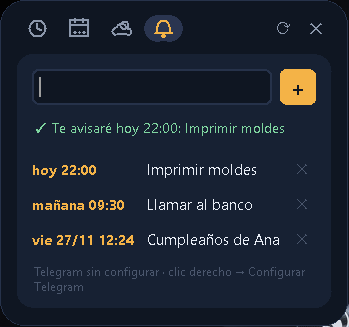 +
✓ Te avisaré hoy 22:00: Imprimir moldes
hoy 22:00 Imprimir moldes ×
mañana 09:30 Llamar al banco ×
vie 27/11 12:24 Cumpleaños de Ana ×
Telegram sin configurar · clic derecho → Configurar
Telegram